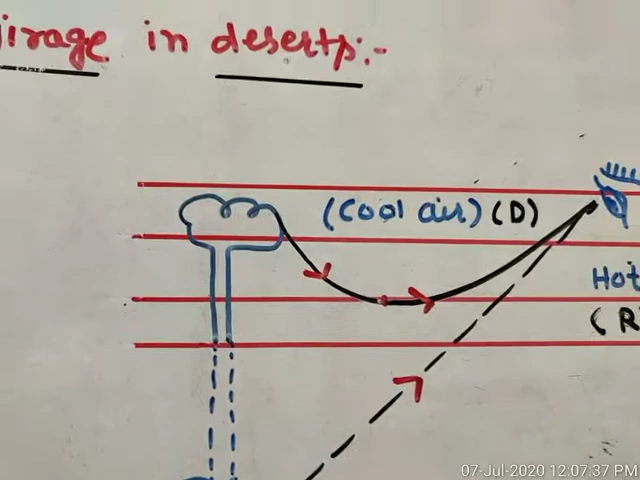 irage in deserts:-
(Cool air) (D)
Hot
(R
07-Jul-2020 12:07:37 PM